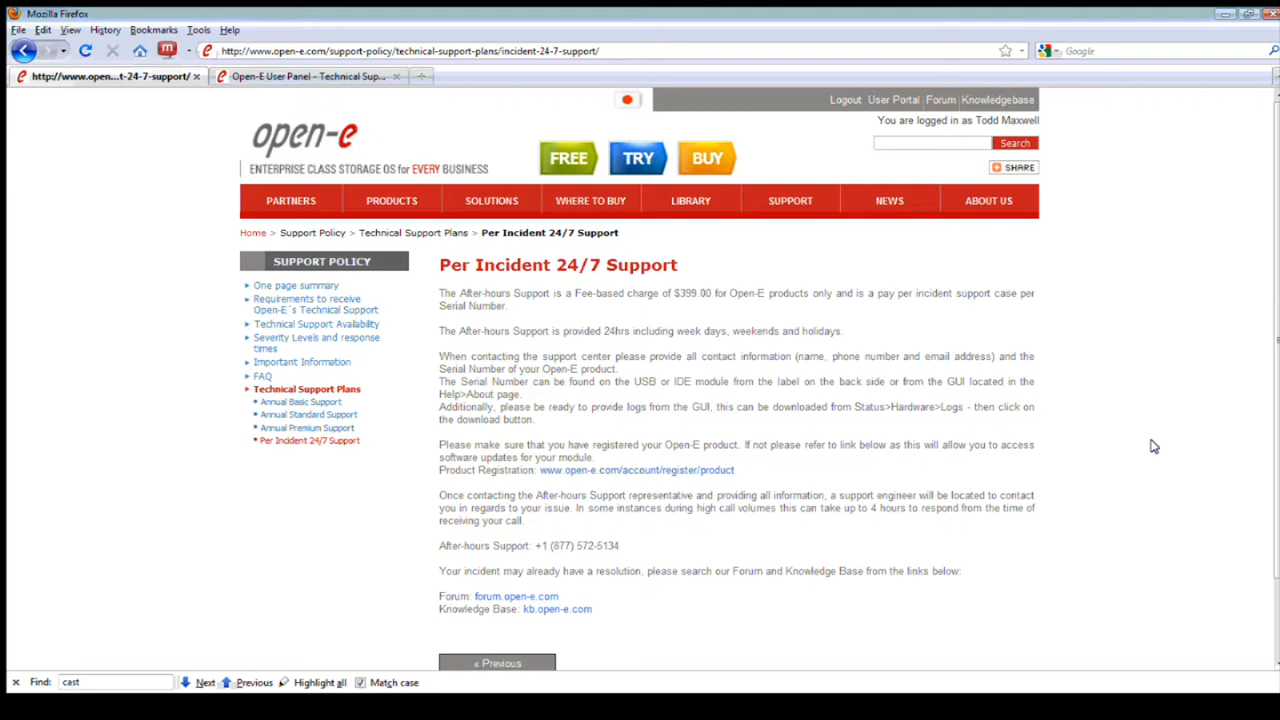 Mozilla Firefox
File Edit View History Bookmarks Tools Help
http://www.open-e.com/support-policy/technical-support-plans/incident-24-7-support/
Google
http://www.open...t-24-7-support/
Open-E User Panel - Technical Sup...
Logout User Portal Forum Knowledgebase
You are logged in as Todd Maxwell
open-e
ENTERPRISE CLASS STORAGE OS for EVERY BUSINESS
FREE TRY BUY
Search
SHARE
PARTNERS PRODUCTS SOLUTIONS WHERE TO BUY LIBRARY SUPPORT NEWS ABOUT US
Home > Support Policy > Technical Support Plans > Per Incident 24/7 Support
SUPPORT POLICY
One page summary
Requirements to receive
Open-E´s Technical Support
Technical Support Availability
Severity Levels and response
times
Important Information
FAQ
Technical Support Plans
Annual Basic Support
Annual Standard Support
Annual Premium Support
Per Incident 24/7 Support
Per Incident 24/7 Support
The After-hours Support is a Fee-based charge of $399.00 for Open-E products only and is a pay per incident support case per
Serial Number.
The After-hours Support is provided 24hrs including week days, weekends and holidays.
When contacting the support center please provide all contact information (name, phone number and email address) and the
Serial Number of your Open-E product.
The Serial Number can be found on the USB or IDE module from the label on the back side or from the GUI located in the
Help>About page.
Additionally, please be ready to provide logs from the GUI, this can be downloaded from Status>Hardware>Logs - then click on
the download button.
Please make sure that you have registered your Open-E product. If not please refer to link below as this will allow you to access
software updates for your module.
Product Registration: www.open-e.com/account/register/product
Once contacting the After-hours Support representative and providing all information, a support engineer will be located to contact
you in regards to your issue. In some instances during high call volumes this can take up to 4 hours to respond from the time of
receiving your call.
After-hours Support: +1 (877) 572-5134
Your incident may already have a resolution, please search our Forum and Knowledge Base from the links below:
Forum: forum.open-e.com
Knowledge Base: kb.open-e.com
« Previous
Find: cast Next Previous Highlight all Match case